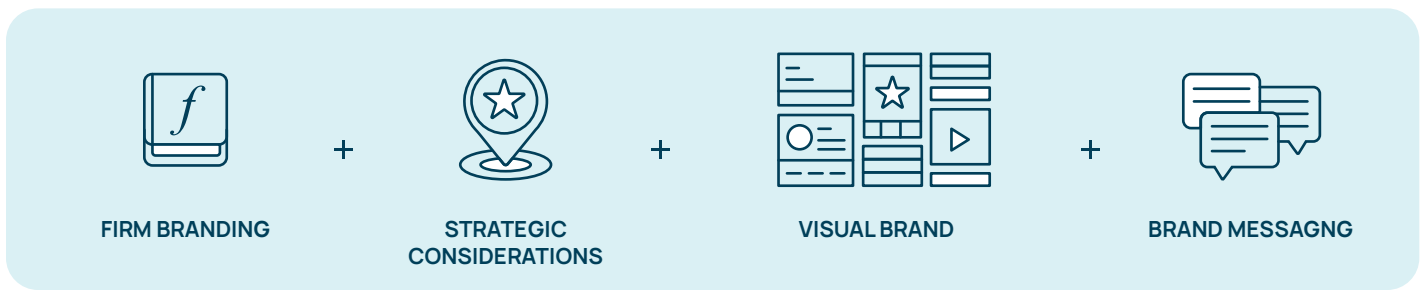 f
+
+
+
FIRM BRANDING
STRATEGIC
CONSIDERATIONS
VISUAL BRAND
BRAND MESSAGNG